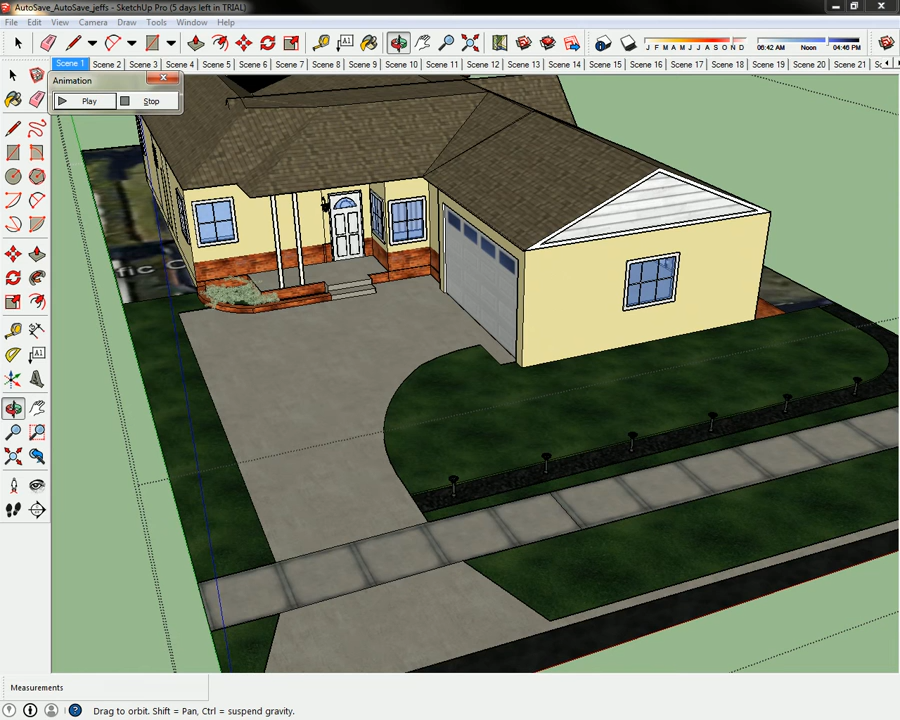 AutoSave_AutoSave_jeffs - SketchUp Pro (5 days left in TRIAL)
File Edit View Camera Draw Tools Window Help
A1
J F M A M J J A S O N D
06:42 AM Noon 04:46 PM
Scene 1 Scene 2 Scene 3 Scene 4 Scene 5 Scene 6 Scene 7 Scene 8 Scene 9 Scene 10 Scene 11 Scene 12 Scene 13 Scene 14 Scene 15 Scene 16 Scene 17 Scene 18 Scene 19 Scene 20 Scene 21 Sc
Animation
Play Stop
fic C
A1
Measurements
Drag to orbit. Shift = Pan, Ctrl = suspend gravity.